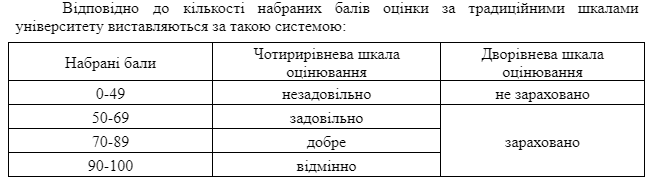 Відповідно до кількості набраних балів оцінки за традиційними шкалами
університету виставляються за такою системою:
Набрані бали
Чотирирівнева шкала
оцінювання
Дворівнева шкала
оцінювання
0-49
незадовільно
не зараховано
50-69
задовільно
70-89
добре
зараховано
90-100
відмінно